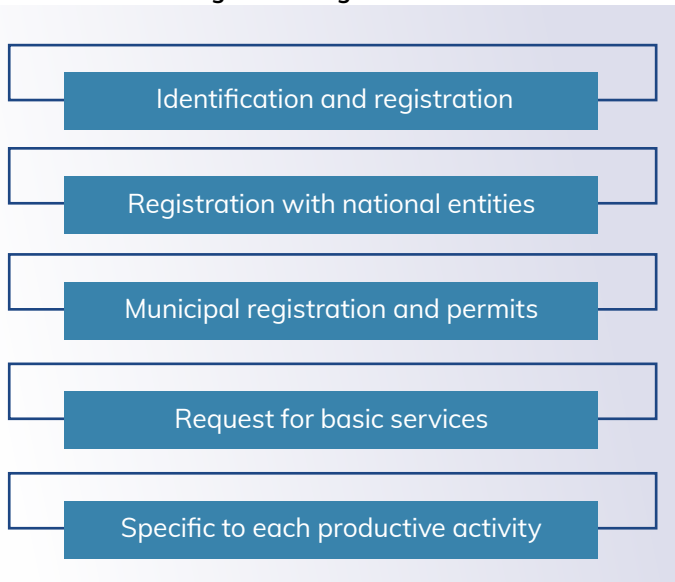 Identification and registration
Registration with national entities
Municipal registration and permits
Request for basic services
Specific to each productive activity